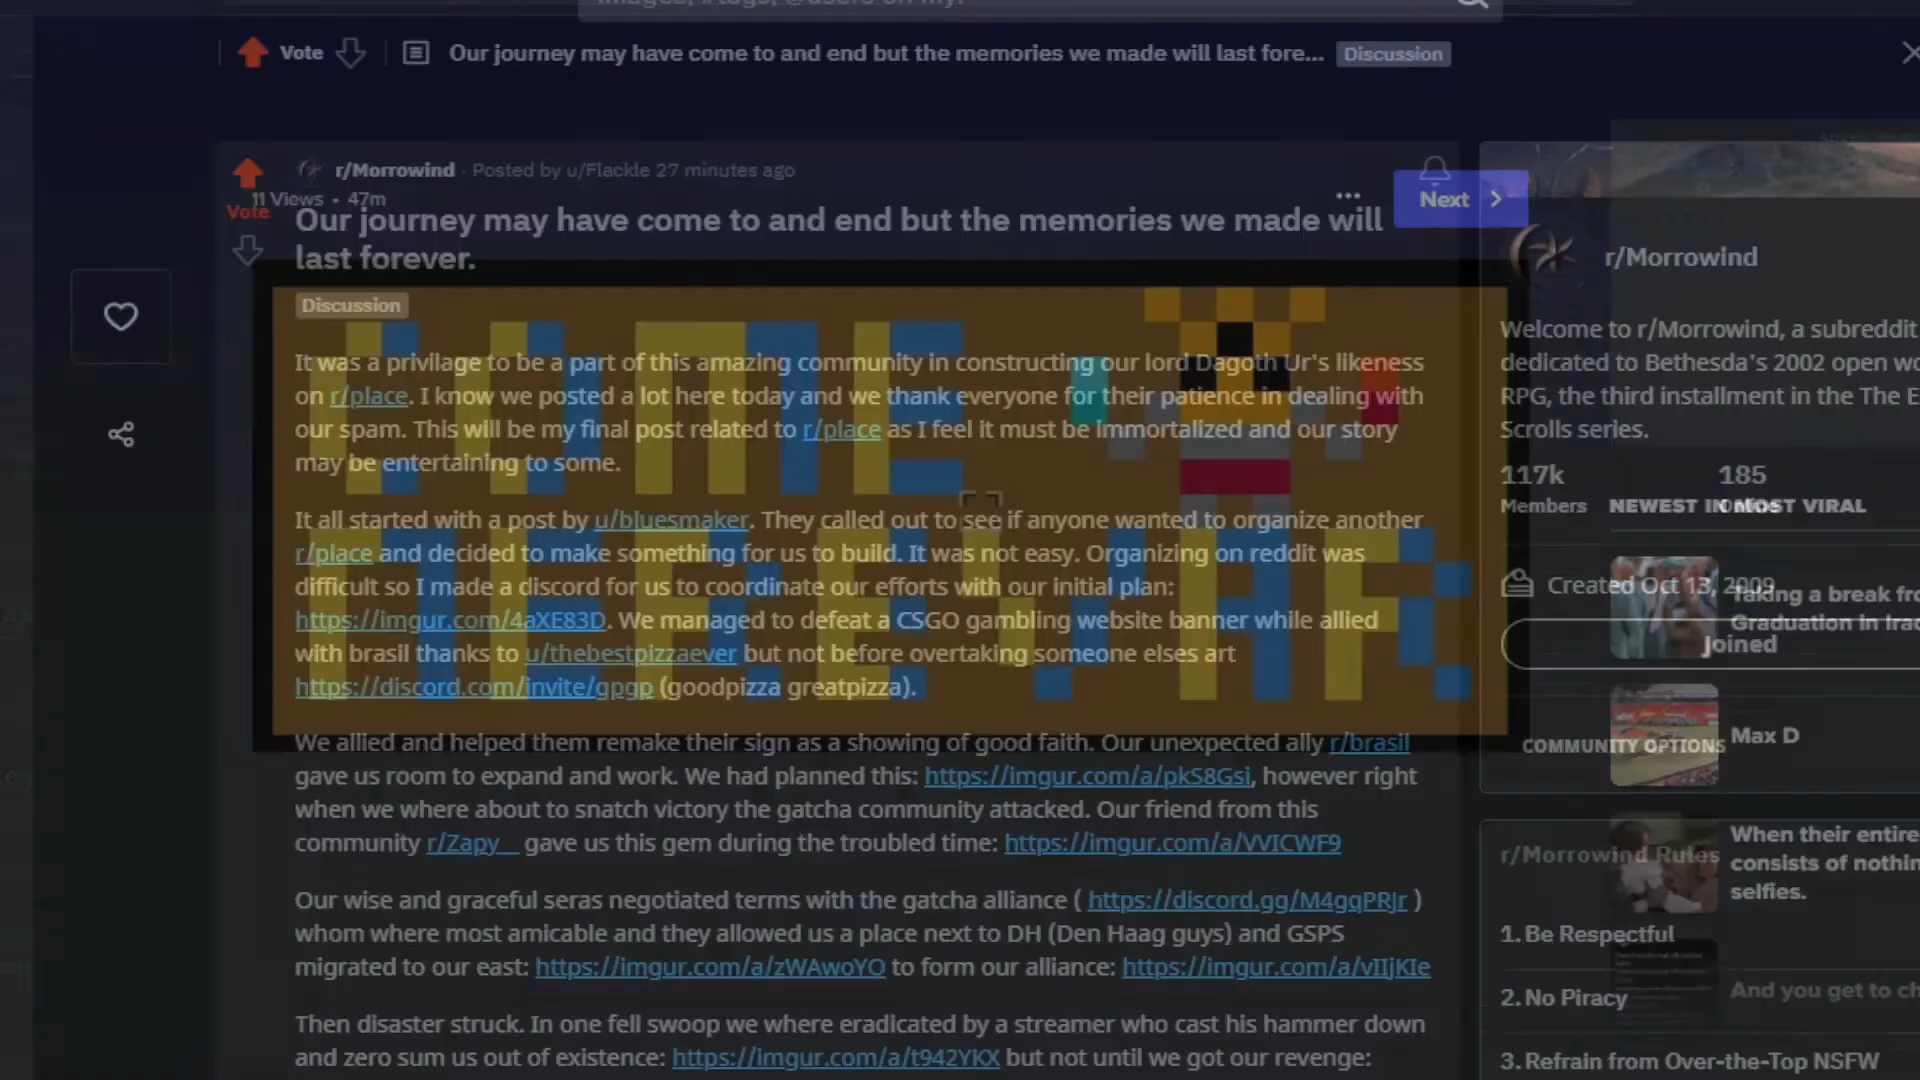 Vote
Our journey may have come to and end but the memories we made will last fore...
Discussion
r/Morrowind · Posted by u/Flackle 27 minutes ago
11 Views • 47m
Vote
Next
Our journey may have come to and end but the memories we made will
last forever.
Discussion
It was a privilage to be a part of this amazing community in constructing our lord Dagoth Ur's likeness
on r/place. I know we posted a lot here today and we thank everyone for their patience in dealing with
our spam. This will be my final post related to r/place as I feel it must be immortalized and our story
may be entertaining to some.
It all started with a post by u/bluesmaker. They called out to see if anyone wanted to organize another
r/place and decided to make something for us to build. It was not easy. Organizing on reddit was
difficult so I made a discord for us to coordinate our efforts with our initial plan:
https://imgur.com/4aXE83D. We managed to defeat a CSGO gambling website banner while allied
with brasil thanks to u/thebestpizzaever but not before overtaking someone elses art
https://discord.com/invite/gpgp (goodpizza greatpizza).
We allied and helped them remake their sign as a showing of good faith. Our unexpected ally r/brasil
gave us room to expand and work. We had planned this: https://imgur.com/a/pkS8Gsi, however right
when we where about to snatch victory the gatcha community attacked. Our friend from this
community r/Zapy__ gave us this gem during the troubled time: https://imgur.com/a/VVICWF9
Our wise and graceful seras negotiated terms with the gatcha alliance ( https://discord.gg/M4gqPRJr )
whom where most amicable and they allowed us a place next to DH (Den Haag guys) and GSPS
migrated to our east: https://imgur.com/a/zWAwoYO to form our alliance: https://imgur.com/a/vIIjKIe
Then disaster struck. In one fell swoop we where eradicated by a streamer who cast his hammer down
and zero sum us out of existence: https://imgur.com/a/t942YKX but not until we got our revenge:
r/Morrowind
Welcome to r/Morrowind, a subreddit
dedicated to Bethesda's 2002 open wo
RPG, the third installment in the The E
Scrolls series.
117k
185
Members
NEWEST IN MOST VIRAL
Created Oct 13, 2009
Taking a break fro
Graduation in Iraq
Joined
COMMUNITY OPTIONS
Max D
When their entire
consists of nothin
selfies.
r/Morrowind Rules
1. Be Respectful
And you get to ch
2. No Piracy
3. Refrain from Over-the-Top NSFW